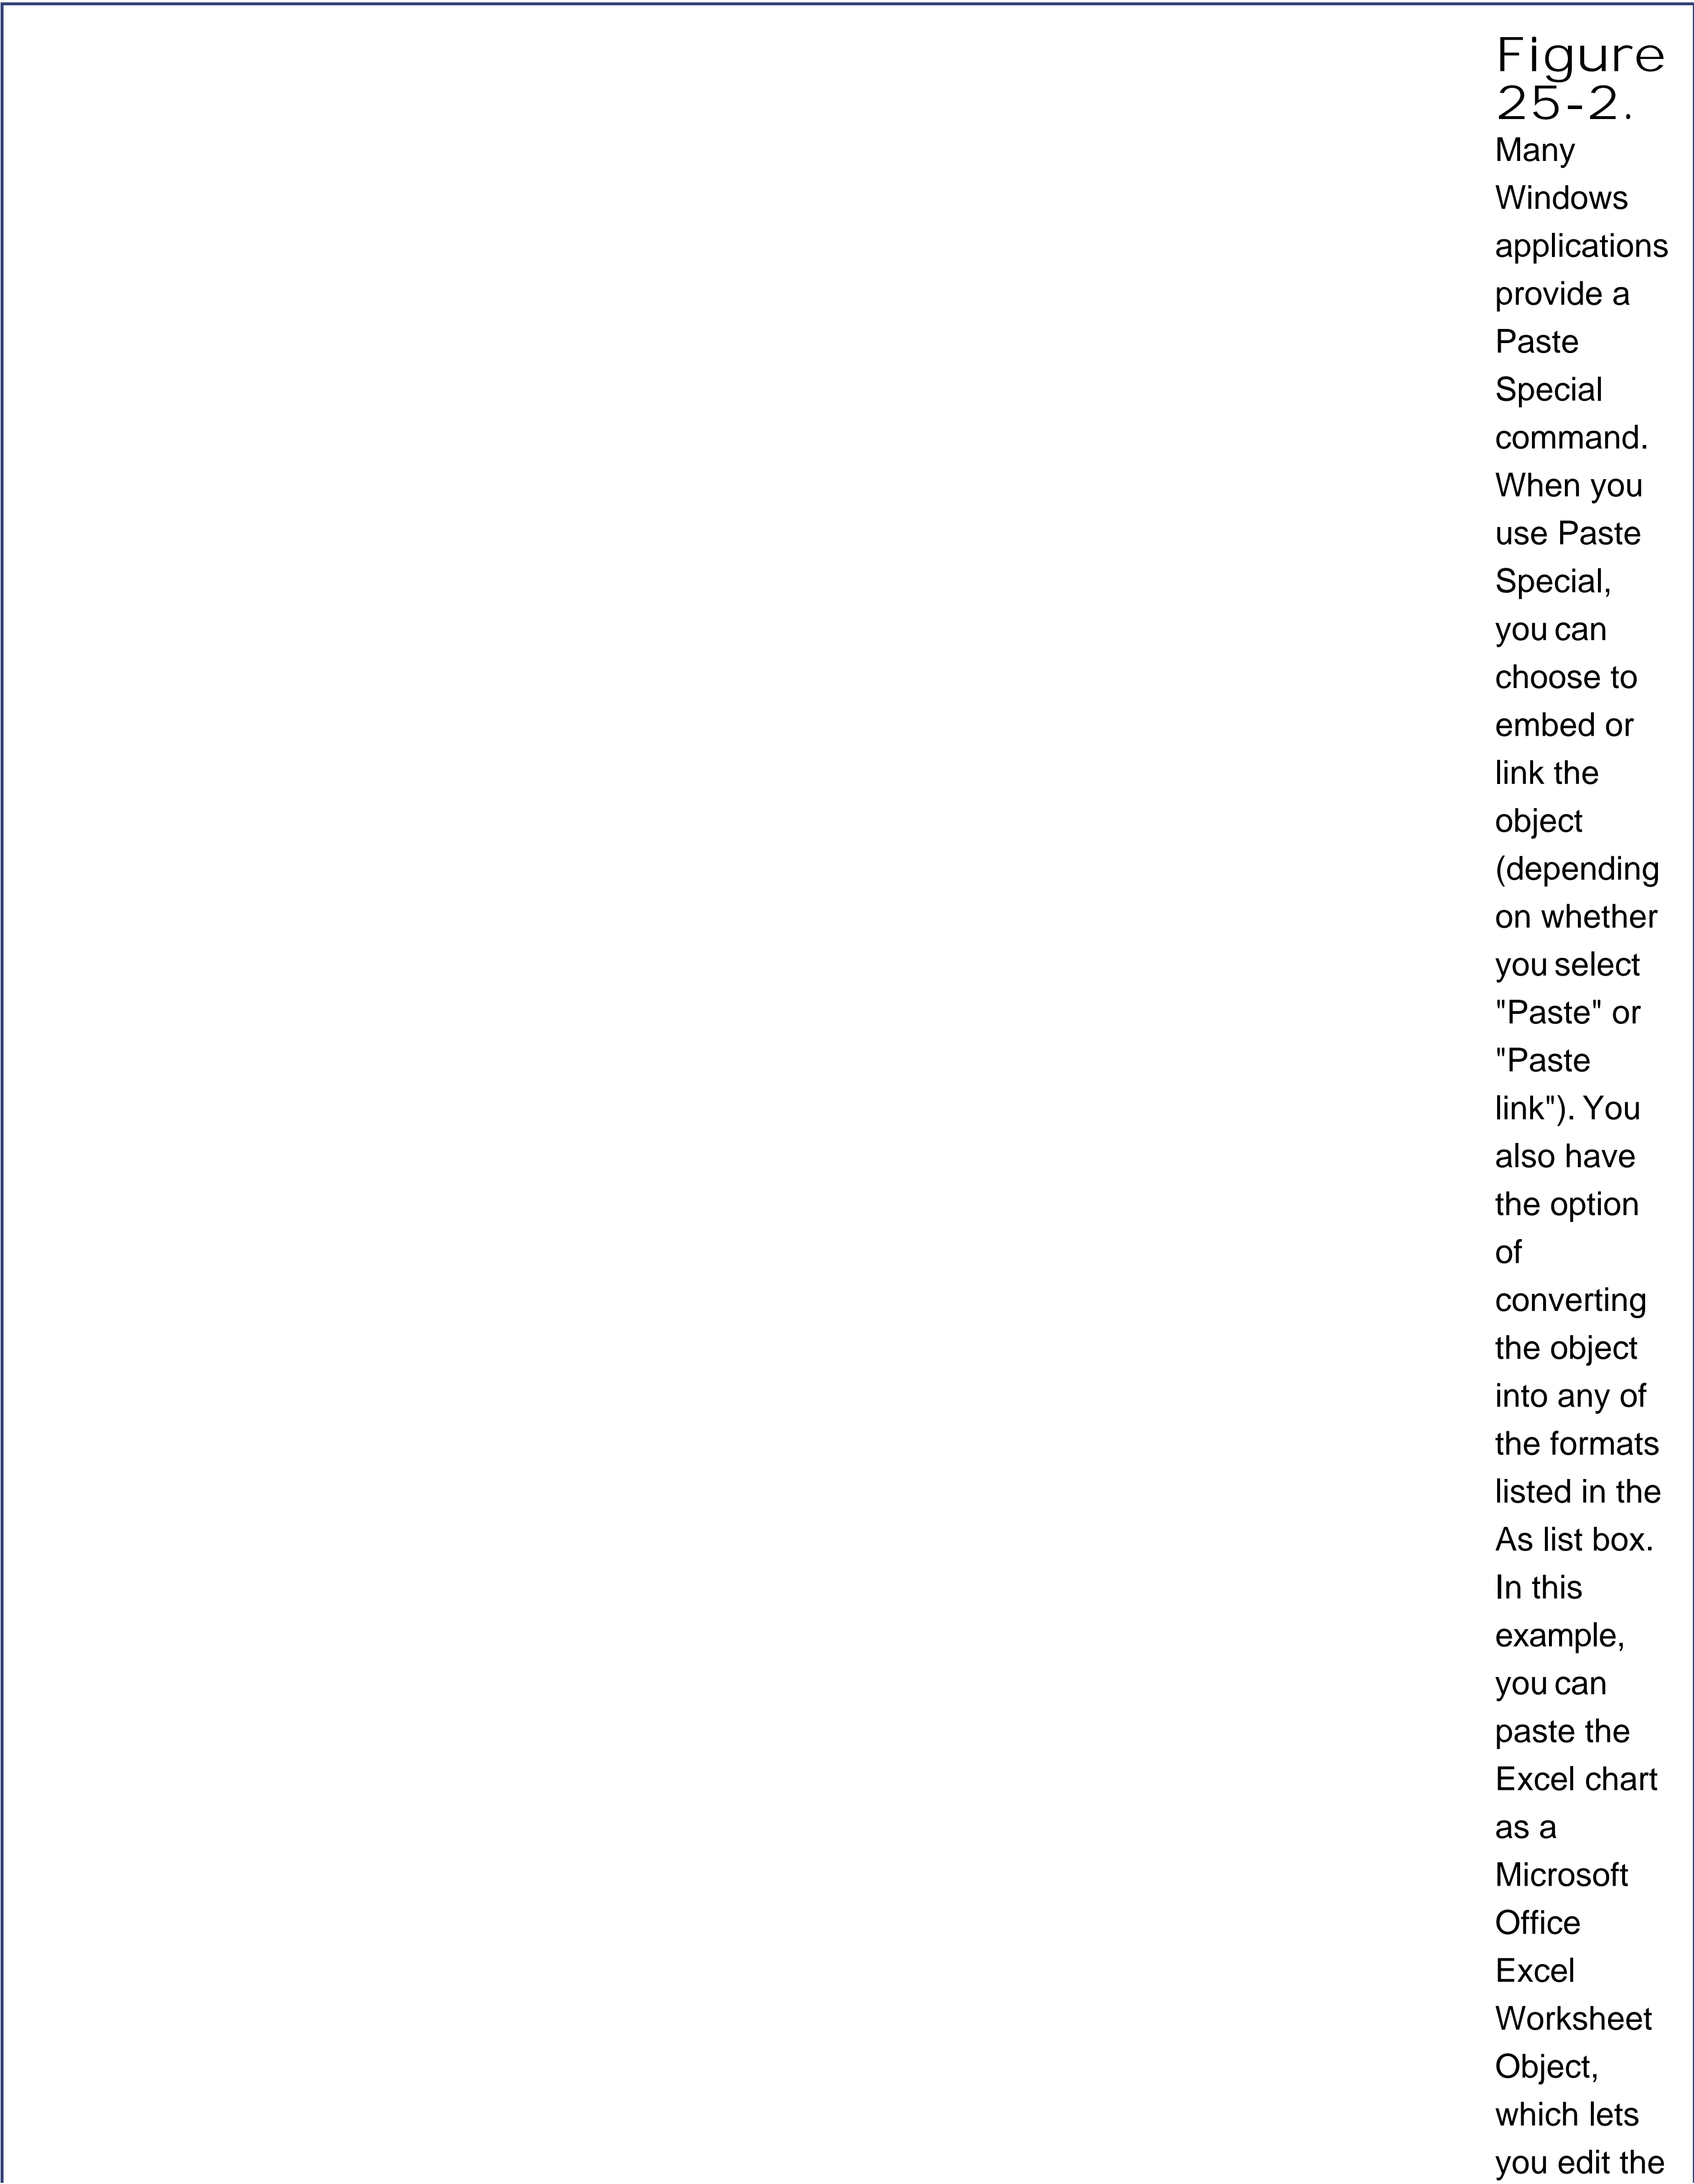 Figure
25-2.
Many
Windows
applications
provide a
Paste
Special
command.
When you
use Paste
Special,
you can
choose to
embed or
link the
object
(depending
on whether
you select
"Paste" or
"Paste
link"). You
also have
the option
of
converting
the object
into any of
the formats
listed in the
As list box.
In this
example,
you can
paste the
Excel chart
as a
Microsoft
Office
Excel
Worksheet
Object,
which lets
you edit the